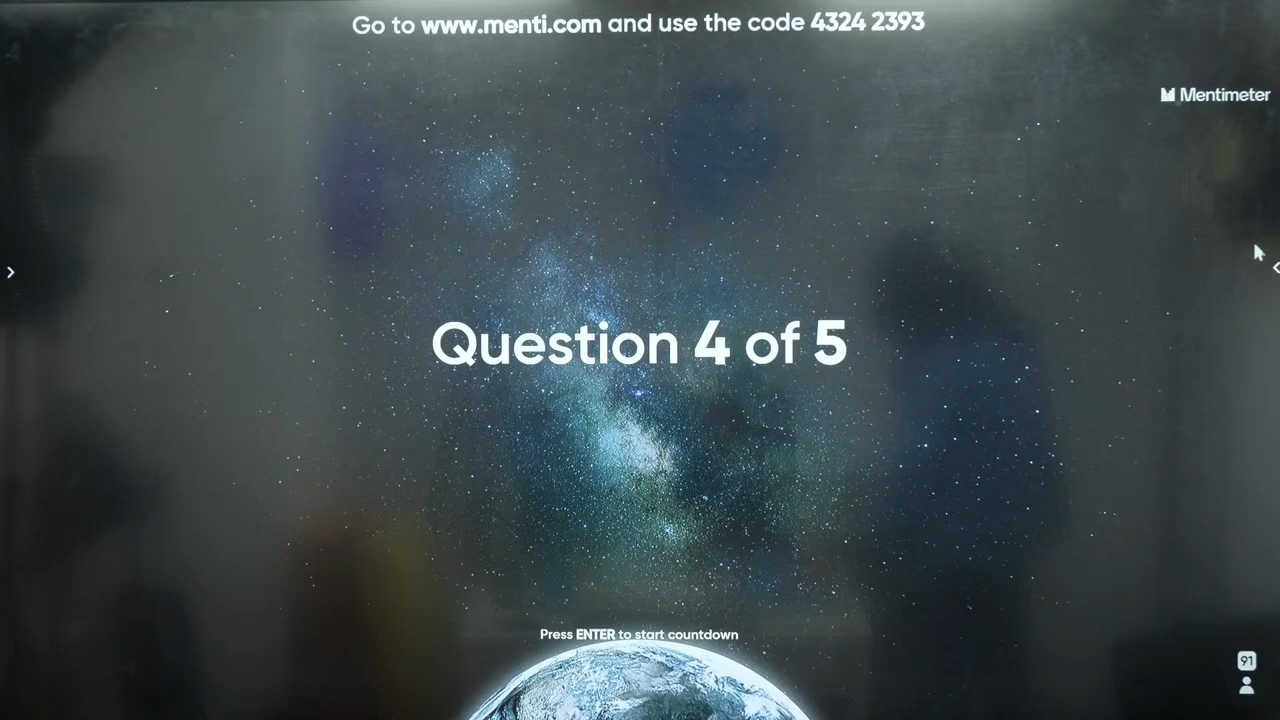 Go to www.menti.com and use the code 4324 2393
Mentimeter
Question 4 of 5
Press ENTER to start countdown
91